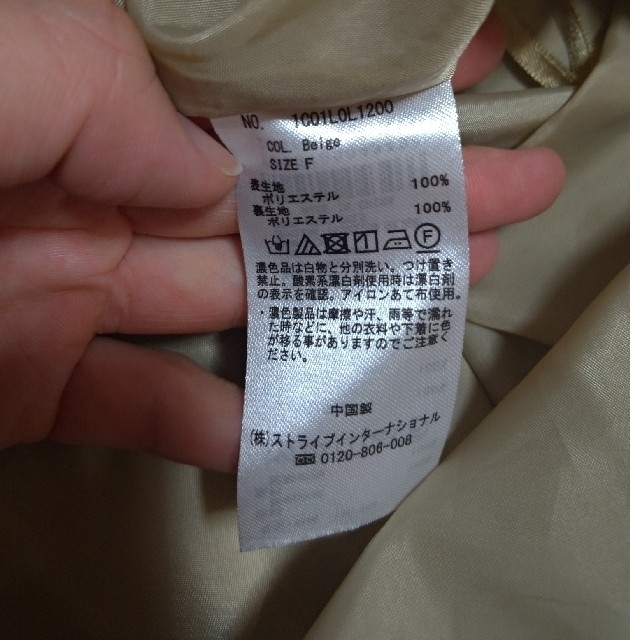 NO. 1C01L0L1200
COL. Beige
SIZE F
表生地
ポリエステル 100%
裏生地
ポリエステル 100%
F
濃色品は白物と分別洗い。つけ置き
禁止。酸素系漂白剤使用時は漂白剤
の表示を確認。アイロンあて布使用。
・濃色製品は摩擦や汗、雨等で濡れ
た時などに、他の衣料や下着に色
が移る事がありますのでご注意く
ださい。
中国製
(株)ストライプインターナショナル
0120-806-008